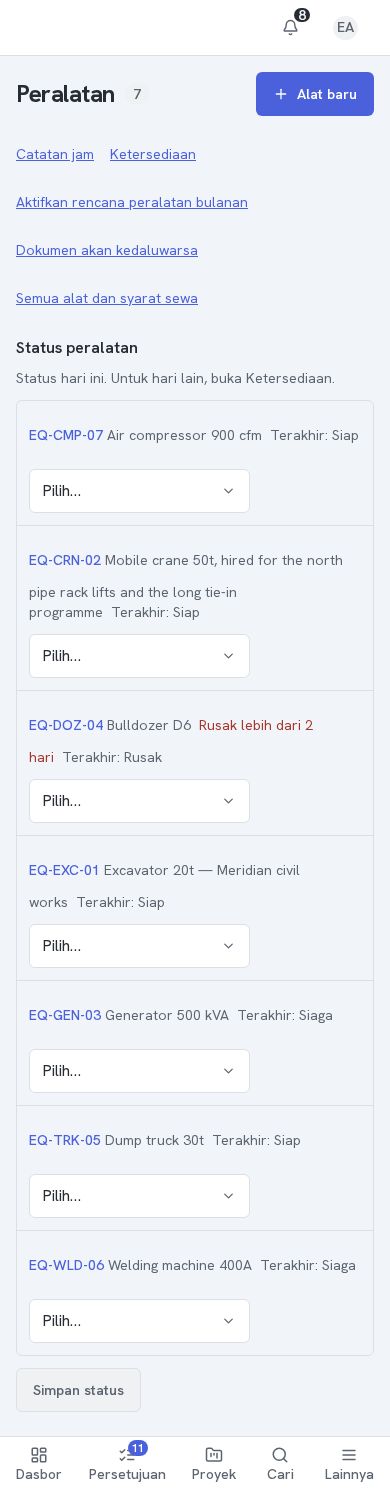 8
EA
Peralatan 7
Alat baru
Catatan jam Ketersediaan
Aktifkan rencana peralatan bulanan
Dokumen akan kedaluwarsa
Semua alat dan syarat sewa
Status peralatan
Status hari ini. Untuk hari lain, buka Ketersediaan.
EQ-CMP-07 Air compressor 900 cfm Terakhir: Siap
Pilih...
EQ-CRN-02 Mobile crane 50t, hired for the north
pipe rack lifts and the long tie-in
programme Terakhir: Siap
Pilih...
EQ-DOZ-04 Bulldozer D6 Rusak lebih dari 2
hari Terakhir: Rusak
Pilih...
EQ-EXC-01 Excavator 20t — Meridian civil
works Terakhir: Siap
Pilih...
EQ-GEN-03 Generator 500 kVA Terakhir: Siaga
Pilih...
EQ-TRK-05 Dump truck 30t Terakhir: Siap
Pilih...
EQ-WLD-06 Welding machine 400A Terakhir: Siaga
Pilih...
Simpan status
11
Dasbor Persetujuan Proyek Cari Lainnya